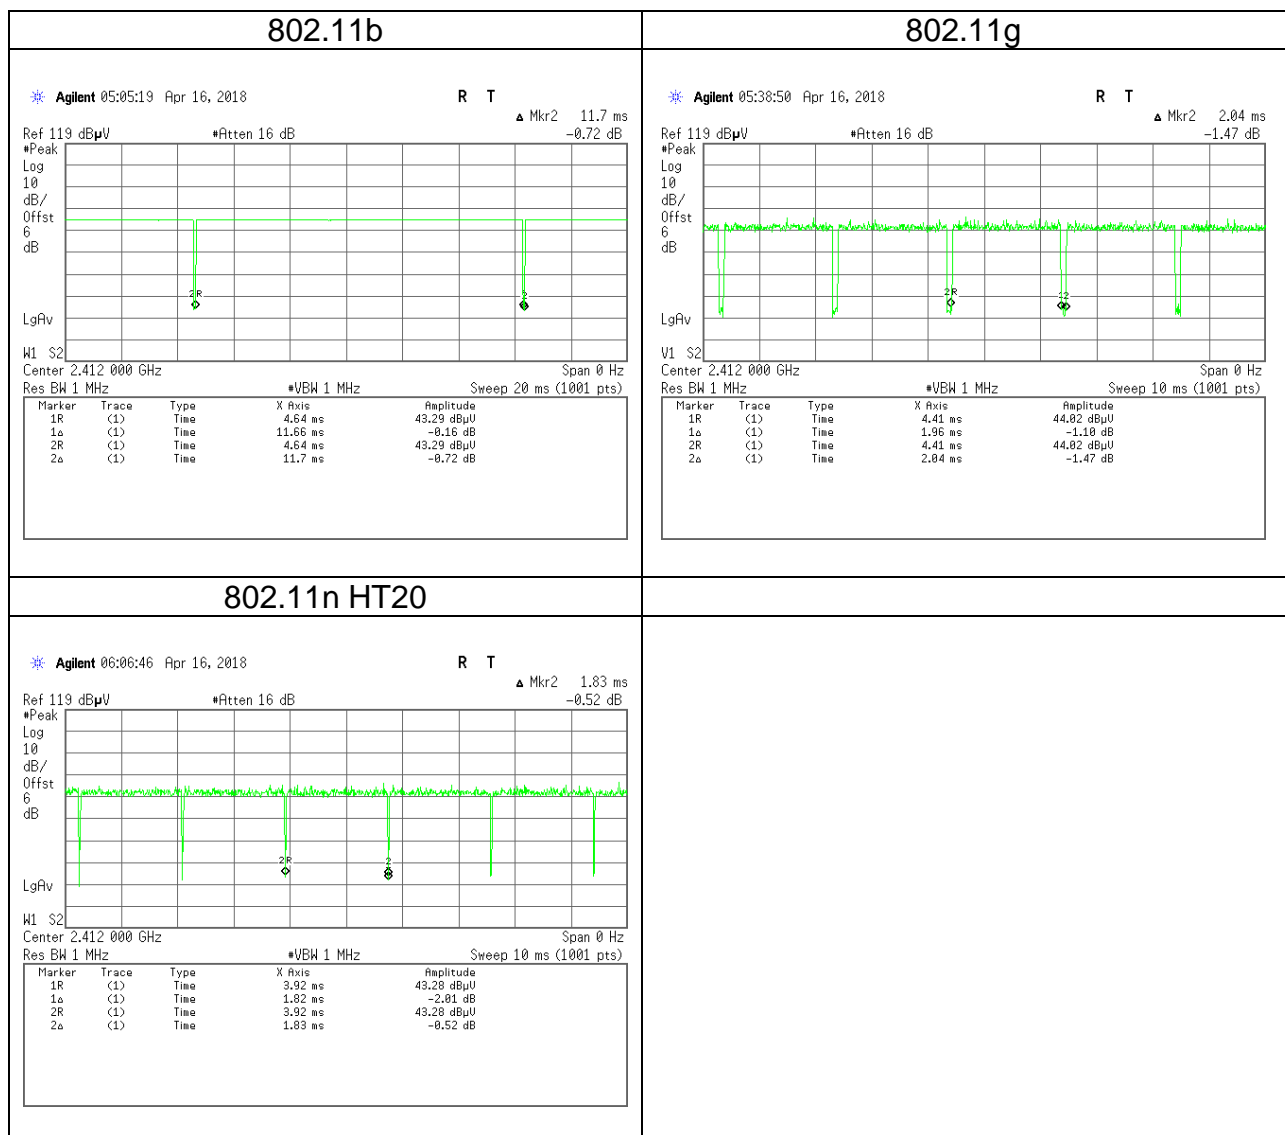 802.11b
802.11g
Agilent 05:05:19 Apr 16, 2018 R T
Δ Mkr2 11.7 ms
Ref 119 dBµV #Atten 16 dB -0.72 dB
#Peak
Log
10
dB/
Offst
6
dB
2R
2
LgAv
W1 S2
Center 2.412 000 GHz Span 0 Hz
Res BW 1 MHz #VBW 1 MHz Sweep 20 ms (1001 pts)
Marker Trace Type X Axis Amplitude
1R (1) Time 4.64 ms 43.29 dBµV
1Δ (1) Time 11.66 ms -0.16 dB
2R (1) Time 4.64 ms 43.29 dBµV
2Δ (1) Time 11.7 ms -0.72 dB
Agilent 05:38:50 Apr 16, 2018 R T
Δ Mkr2 2.04 ms
Ref 119 dBµV #Atten 16 dB -1.47 dB
#Peak
Log
10
dB/
Offst
6
dB
2R
12
LgAv
V1 S2
Center 2.412 000 GHz Span 0 Hz
Res BW 1 MHz #VBW 1 MHz Sweep 10 ms (1001 pts)
Marker Trace Type X Axis Amplitude
1R (1) Time 4.41 ms 44.02 dBµV
1Δ (1) Time 1.96 ms -1.10 dB
2R (1) Time 4.41 ms 44.02 dBµV
2Δ (1) Time 2.04 ms -1.47 dB
802.11n HT20
Agilent 06:06:46 Apr 16, 2018 R T
Δ Mkr2 1.83 ms
Ref 119 dBµV #Atten 16 dB -0.52 dB
#Peak
Log
10
dB/
Offst
6
dB
2R
2
LgAv
W1 S2
Center 2.412 000 GHz Span 0 Hz
Res BW 1 MHz #VBW 1 MHz Sweep 10 ms (1001 pts)
Marker Trace Type X Axis Amplitude
1R (1) Time 3.92 ms 43.28 dBµV
1Δ (1) Time 1.82 ms -2.01 dB
2R (1) Time 3.92 ms 43.28 dBµV
2Δ (1) Time 1.83 ms -0.52 dB